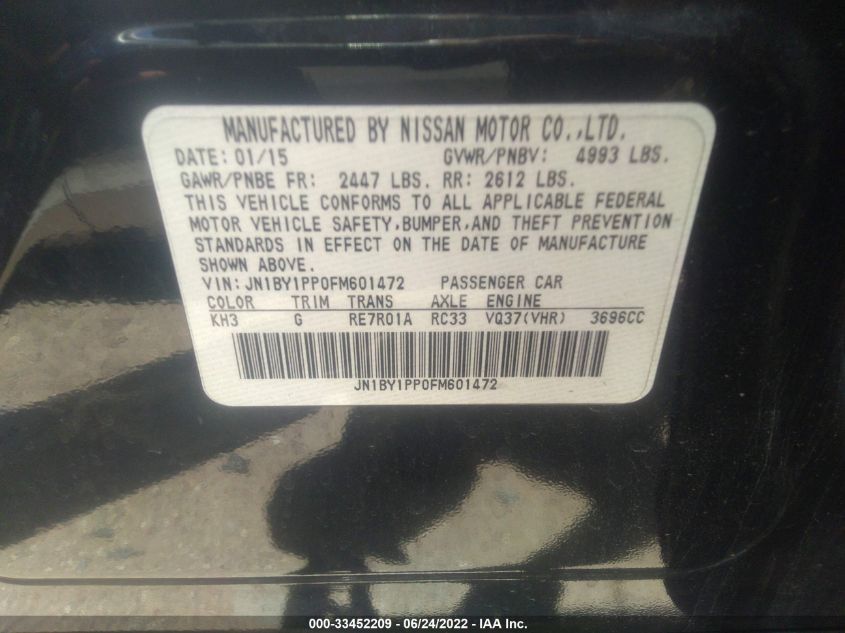 MANUFACTURED BY NISSAN MOTOR CO.,LTD.
DATE: 01/15 GVWR/PNBV: 4993 LBS.
GAWR/PNBE FR: 2447 LBS. RR: 2612 LBS.
THIS VEHICLE CONFORMS TO ALL APPLICABLE FEDERAL
MOTOR VEHICLE SAFETY,BUMPER,AND THEFT PREVENTION
STANDARDS IN EFFECT ON THE DATE OF MANUFACTURE
SHOWN ABOVE.
VIN: JN1BY1PP0FM601472 PASSENGER CAR
COLOR TRIM TRANS AXLE ENGINE
KH3 G RE7R01A RC33 VQ37(VHR) 3696CC
JN1BY1PP0FM601472
000-33452209 - 06/24/2022 - IAA Inc.